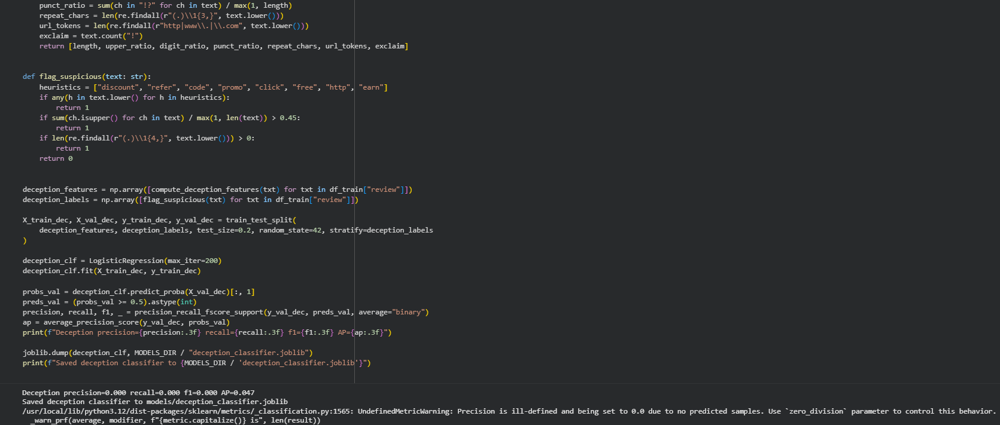 punct_ratio = sum(ch in "!?" for ch in text) / max(1, length)
    repeat_chars = len(re.findall(r"(.)\\1{3,}", text.lower()))
    url_tokens = len(re.findall(r"http|www\\.|\\.com", text.lower()))
    exclaim = text.count("!")
    return [length, upper_ratio, digit_ratio, punct_ratio, repeat_chars, url_tokens, exclaim]
def flag_suspicious(text: str):
    heuristics = ["discount", "refer", "code", "promo", "click", "free", "http", "earn"]
    if any(h in text.lower() for h in heuristics):
        return 1
    if sum(ch.isupper() for ch in text) / max(1, len(text)) > 0.45:
        return 1
    if len(re.findall(r"(.)\\1{4,}", text.lower())) > 0:
        return 1
    return 0
deception_features = np.array([compute_deception_features(txt) for txt in df_train["review"]])
deception_labels = np.array([flag_suspicious(txt) for txt in df_train["review"]])
X_train_dec, X_val_dec, y_train_dec, y_val_dec = train_test_split(
    deception_features, deception_labels, test_size=0.2, random_state=42, stratify=deception_labels
)
deception_clf = LogisticRegression(max_iter=200)
deception_clf.fit(X_train_dec, y_train_dec)
probs_val = deception_clf.predict_proba(X_val_dec)[:, 1]
preds_val = (probs_val >= 0.5).astype(int)
precision, recall, f1, _ = precision_recall_fscore_support(y_val_dec, preds_val, average="binary")
ap = average_precision_score(y_val_dec, probs_val)
print(f"Deception precision={precision:.3f} recall={recall:.3f} f1={f1:.3f} AP={ap:.3f}")
joblib.dump(deception_clf, MODELS_DIR / "deception_classifier.joblib")
print(f"Saved deception classifier to {MODELS_DIR / 'deception_classifier.joblib'}")
Deception precision=0.000 recall=0.000 f1=0.000 AP=0.047
Saved deception classifier to models/deception_classifier.joblib
/usr/local/lib/python3.12/dist-packages/sklearn/metrics/_classification.py:1565: UndefinedMetricWarning: Precision is ill-defined and being set to 0.0 due to no predicted samples. Use `zero_division` parameter to control this behavior.
  _warn_prf(average, modifier, f"{metric.capitalize()} is", len(result))